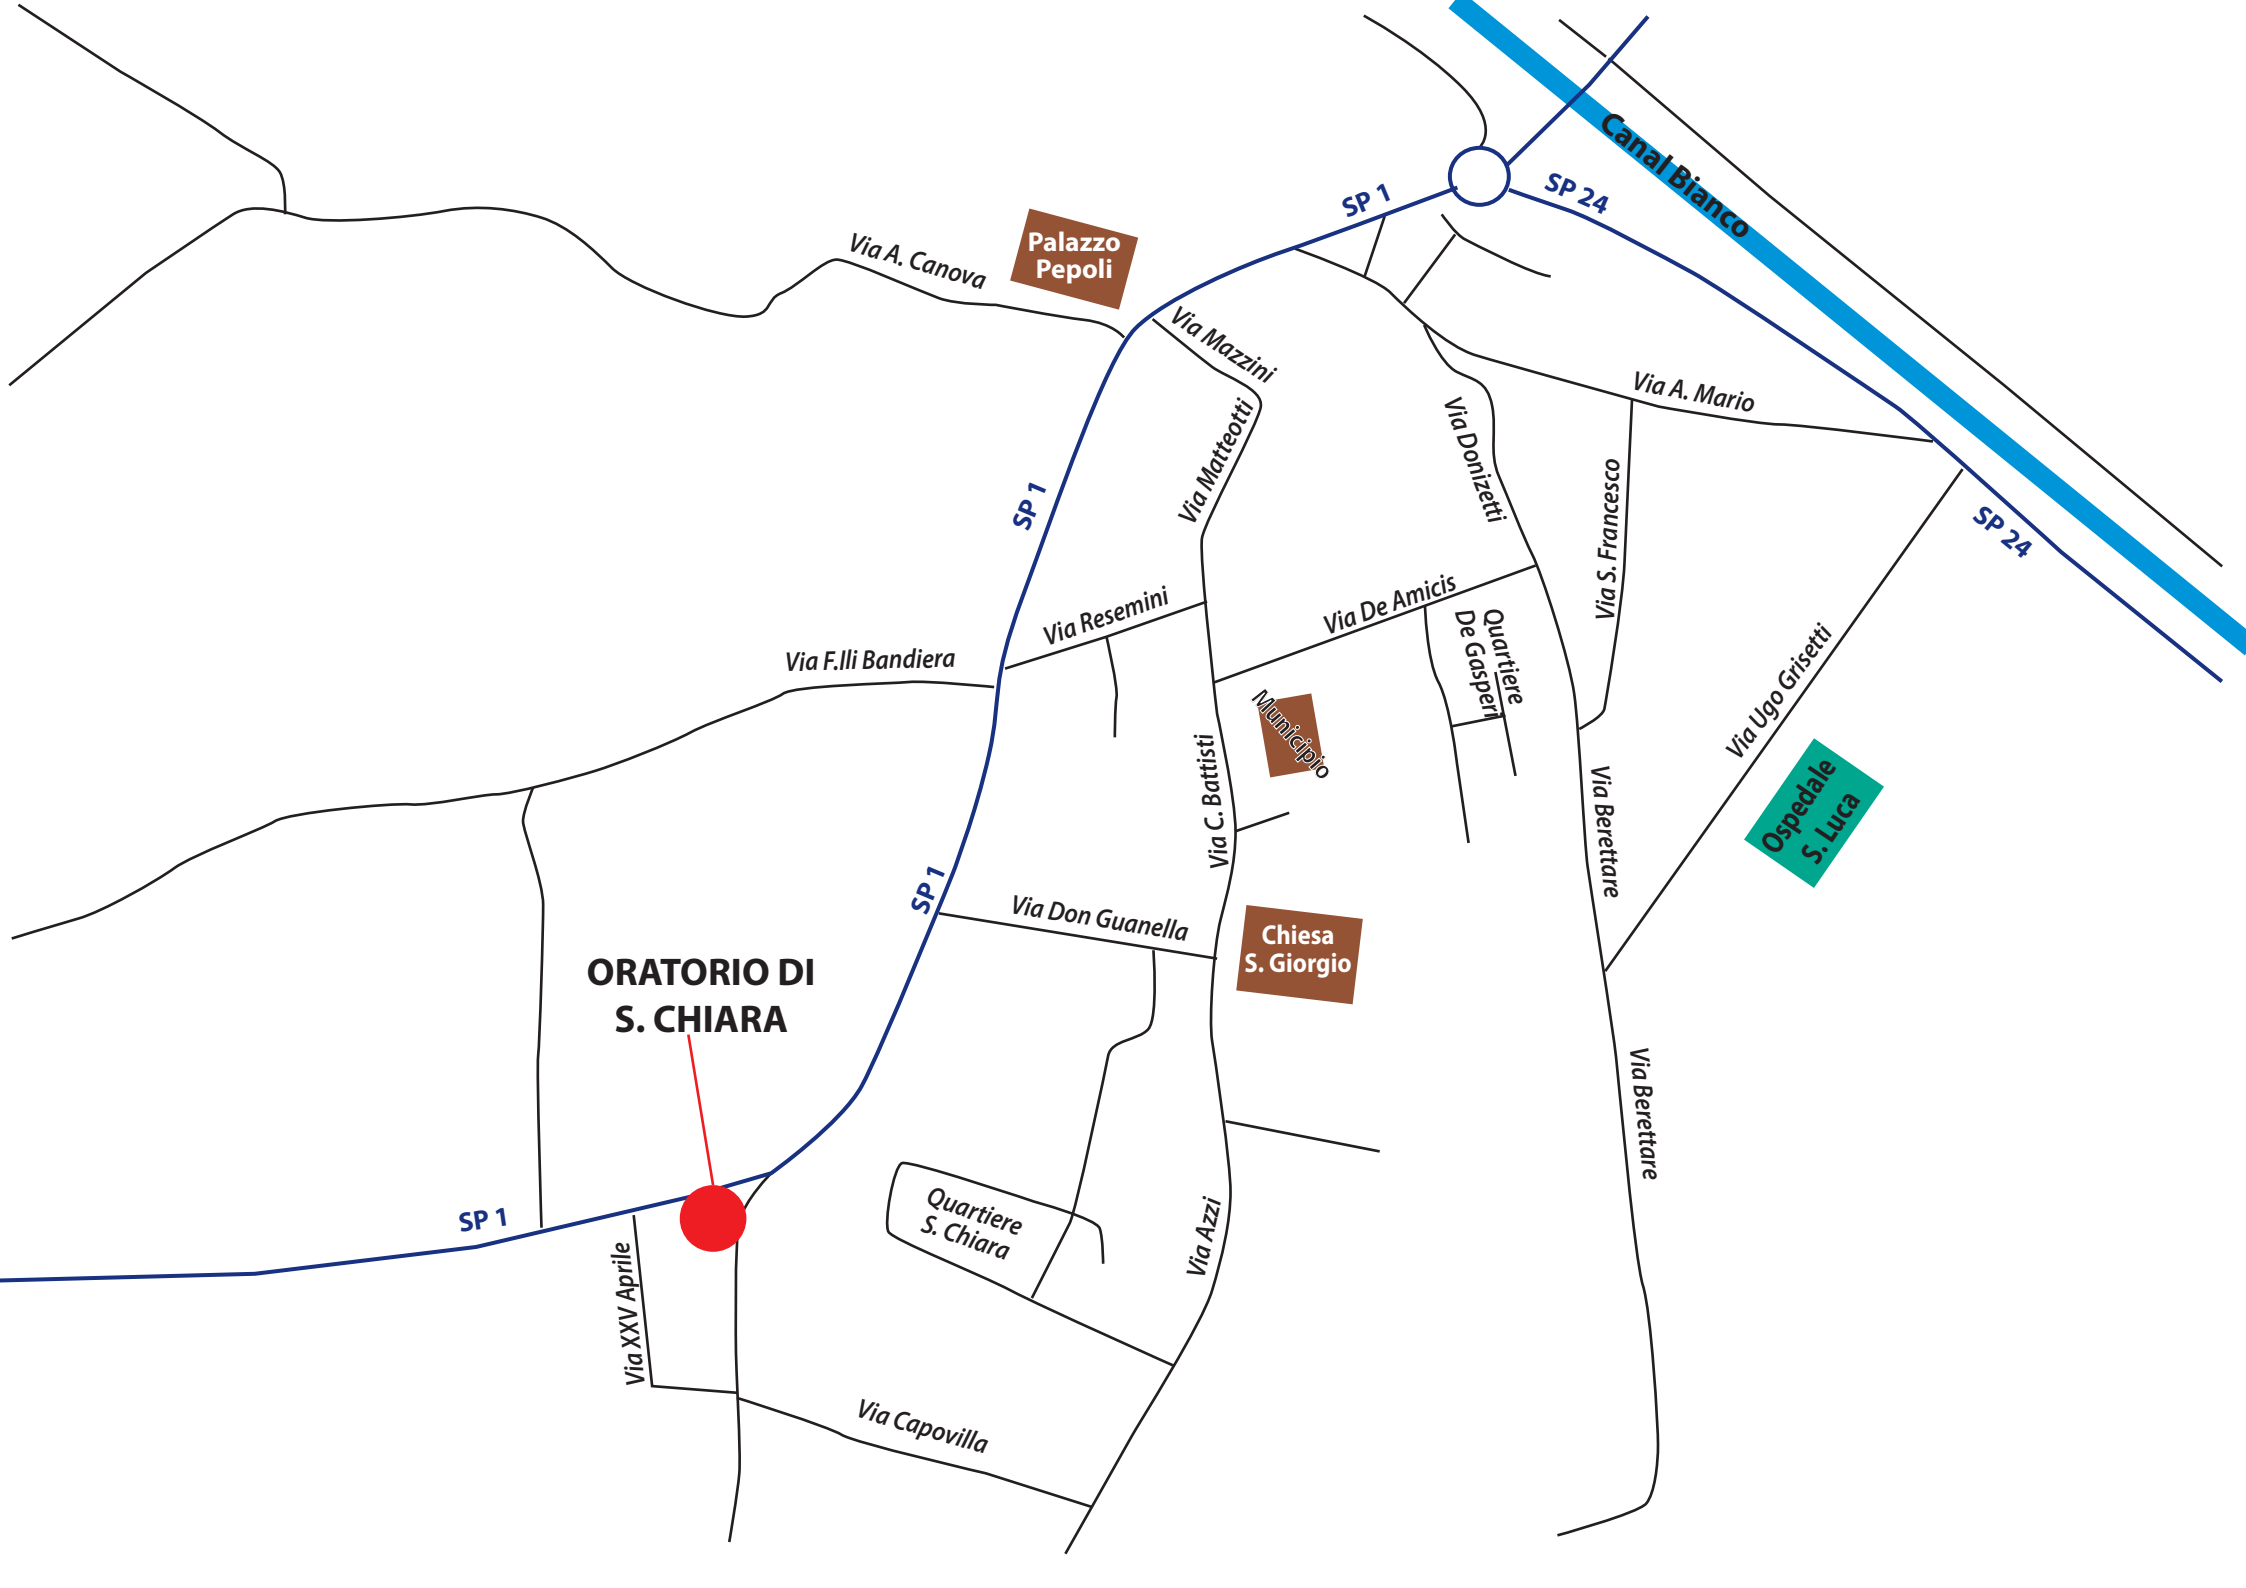 Canal Bianco
SP 1
SP 24
Palazzo
Pepoli
Via A. Canova
Via Mazzini
Via A. Mario
Via Matteotti
Via Donizetti
SP 1
Via S. Francesco
SP 24
Via Resemini
Via De Amicis
Quartiere
De Gasperi
Via F.lli Bandiera
Via Ugo Grisetti
Municipio
Via C. Battisti
Via Berettare
Ospedale
S. Luca
SP 1
Via Don Guanella
Chiesa
S. Giorgio
ORATORIO DI
S. CHIARA
Via Berettare
SP 1
Quartiere
S. Chiara
Via Azzi
Via XXV Aprile
Via Capovilla